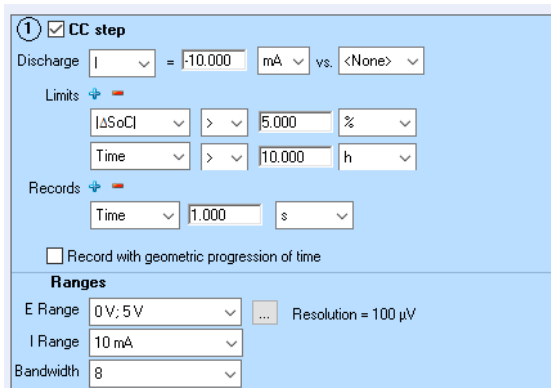 1 CC step
Discharge I = -10.000 mA vs. <None>
Limits
|ΔSoC| > 5.000 %
Time > 10.000 h
Records
Time 1.000 s
Record with geometric progression of time
Ranges
E Range 0 V; 5 V ... Resolution = 100 µV
I Range 10 mA
Bandwidth 8